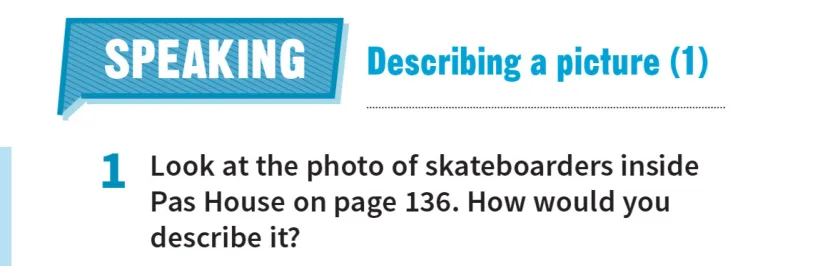 SPEAKING
Describing a picture (1)
1 Look at the photo of skateboarders inside
Pas House on page 136. How would you
describe it?